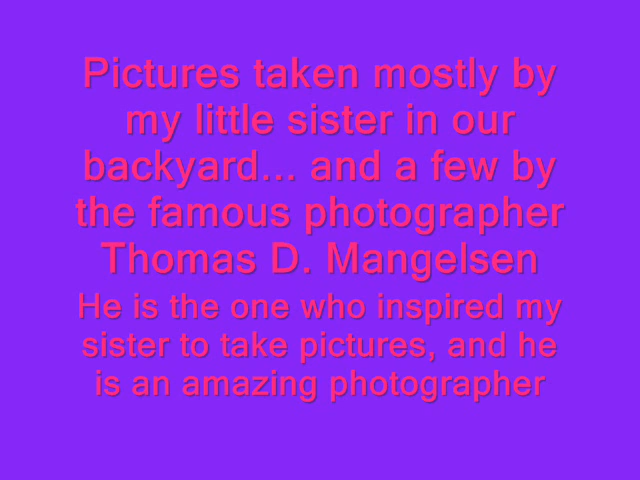 Pictures taken mostly by
my little sister in our
backyard... and a few by
the famous photographer
Thomas D. Mangelsen
He is the one who inspired my
sister to take pictures, and he
is an amazing photographer